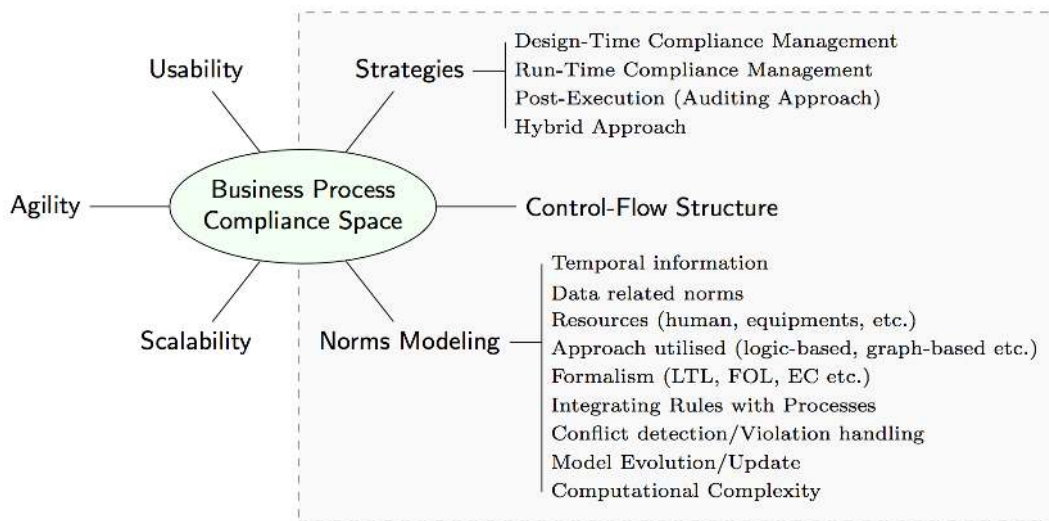 Usability
Strategies
Design-Time Compliance Management
Run-Time Compliance Management
Post-Execution (Auditing Approach)
Hybrid Approach
Agility
Business Process
Compliance Space
Control-Flow Structure
Scalability
Norms Modeling
Temporal information
Data related norms
Resources (human, equipments, etc.)
Approach utilised (logic-based, graph-based etc.)
Formalism (LTL, FOL, EC etc.)
Integrating Rules with Processes
Conflict detection/Violation handling
Model Evolution/Update
Computational Complexity